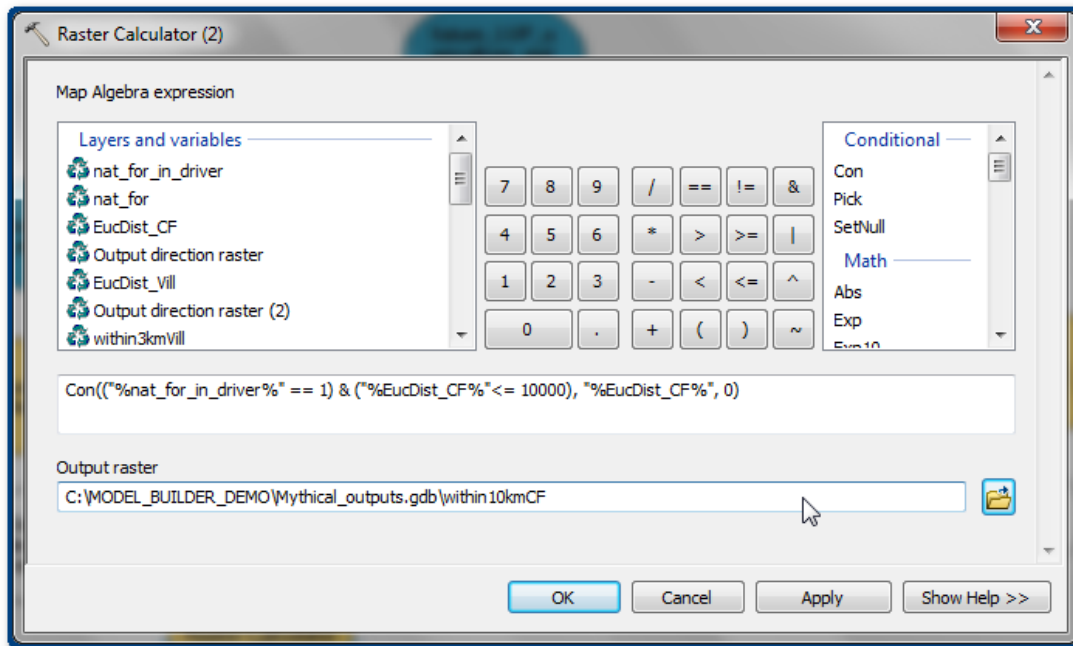 Raster Calculator (2)
Map Algebra expression
Layers and variables
nat_for_in_driver
nat_for
EucDist_CF
Output direction raster
EucDist_Vill
Output direction raster (2)
within3kmVill
7 8 9 / == != &
4 5 6 * > >= |
1 2 3 - < <= ^
0 . + ( ) ~
Conditional
Con
Pick
SetNull
Math
Abs
Exp
Exp10
Con(("%nat_for_in_driver%" == 1) & ("%EucDist_CF%"<= 10000), "%EucDist_CF%", 0)
Output raster
C:\MODEL_BUILDER_DEMO\Mythical_outputs.gdb\within10kmCF
OK Cancel Apply Show Help >>